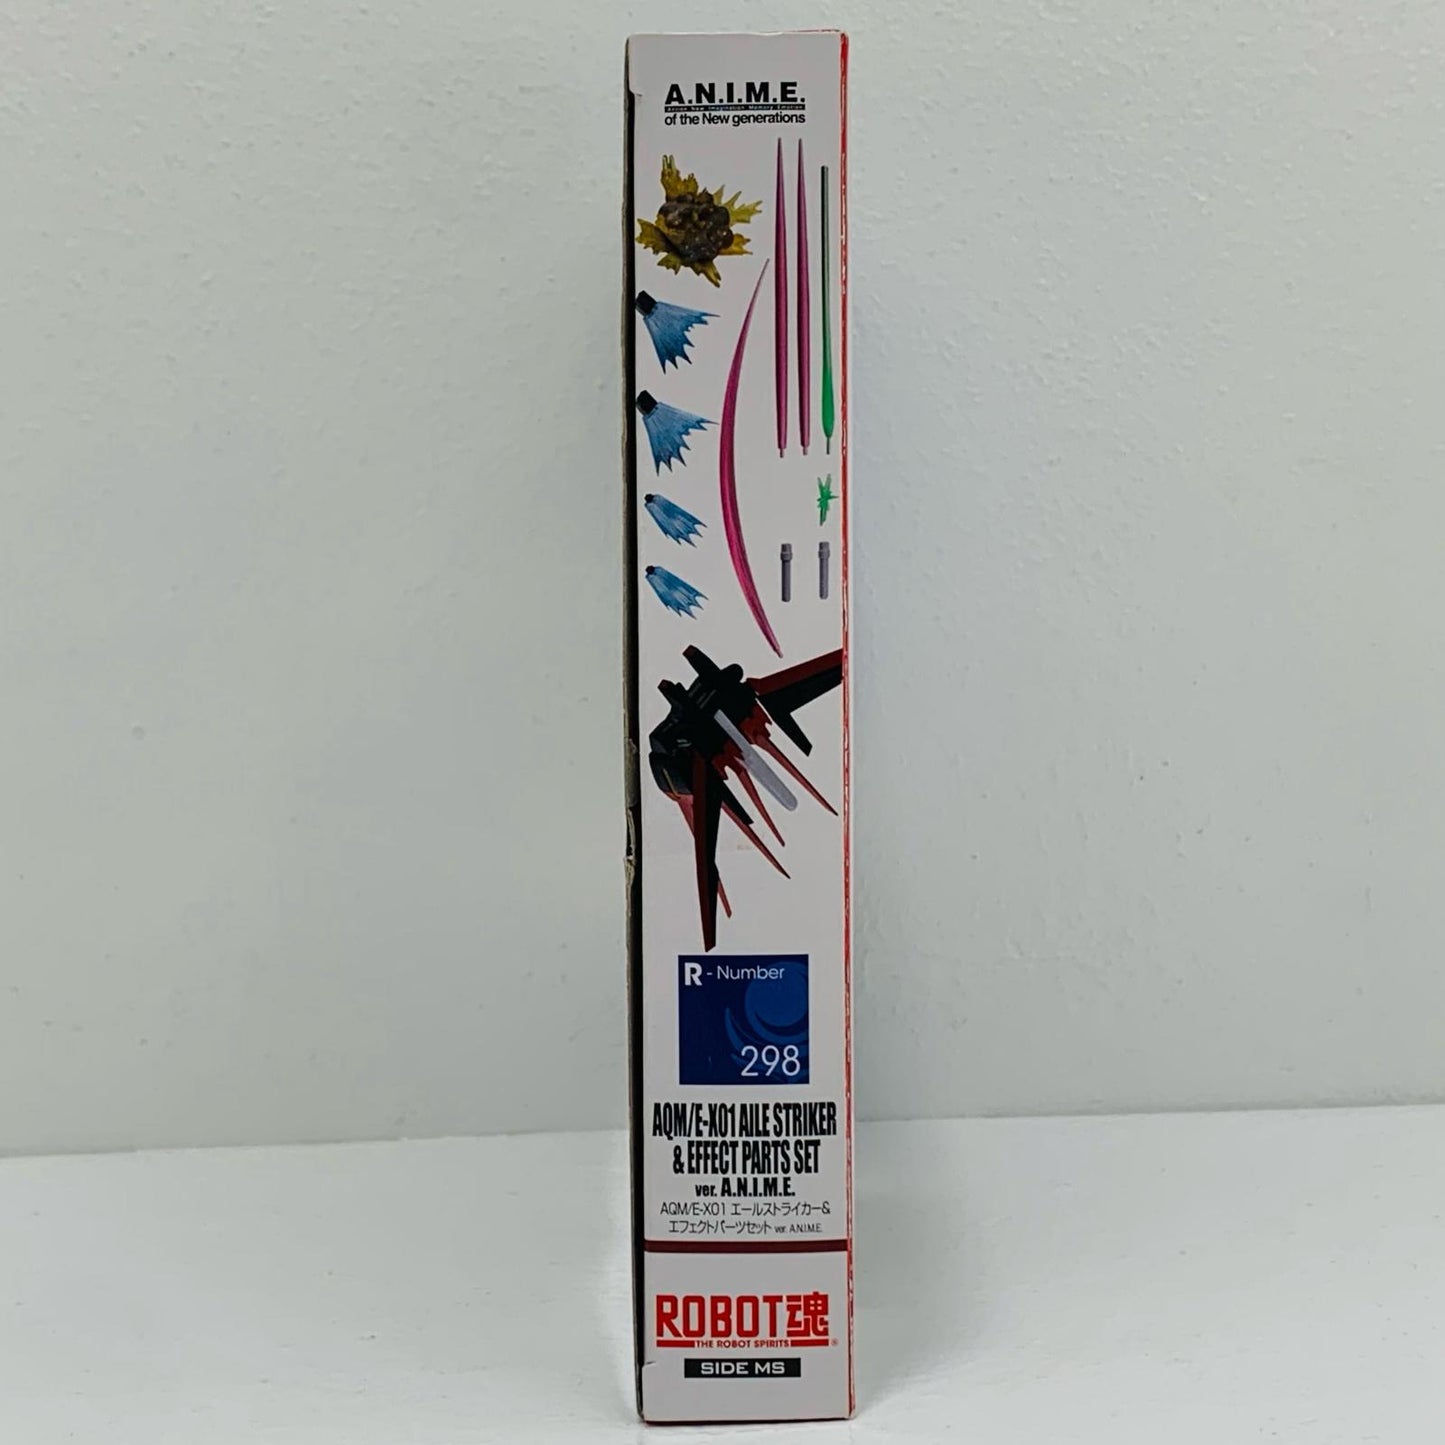 A.N.I.M.E.
Action New Imagination Memory Emotion
of the New generations
R - Number
298
AQM/E-X01 AILE STRIKER
& EFFECT PARTS SET
ver. A.N.I.M.E.
AQM/E-X01 エールストライカー&
エフェクトパーツセット ver. A.N.I.M.E.
ROBOT魂
THE ROBOT SPIRITS
SIDE MS